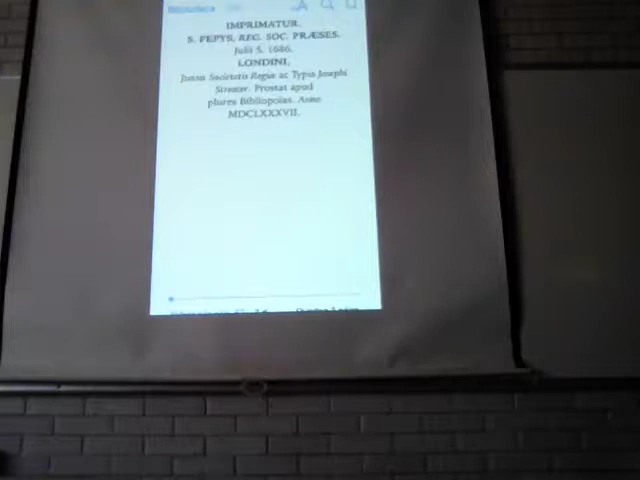 Biblioteca
IMPRIMATUR.
S. PEPYS, REG. SOC. PRÆSES.
Julii 5. 1686.
LONDINI,
Jussu Societatis Regiæ ac Typis Josephi
Streater. Prostat apud
plures Bibliopolas. Anno
MDCLXXXVII.